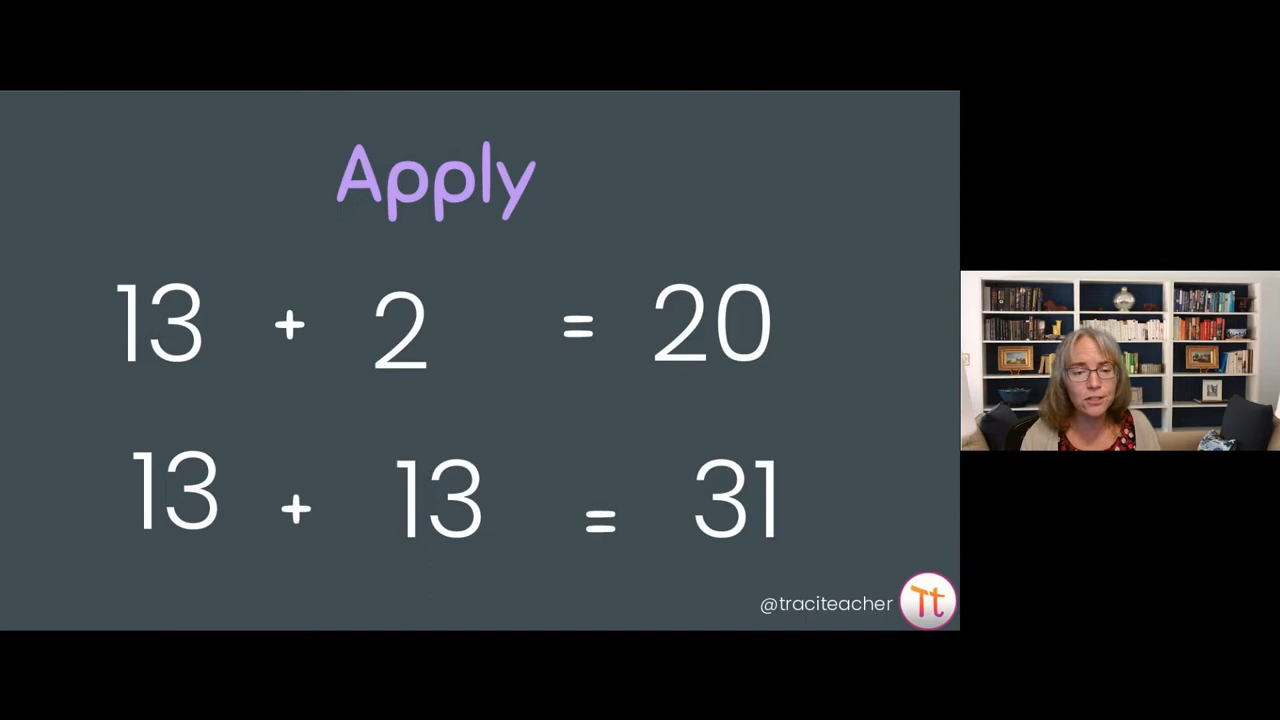 Apply
13 + 2 = 20
13 + 13 = 31
@traciteacher
Tt